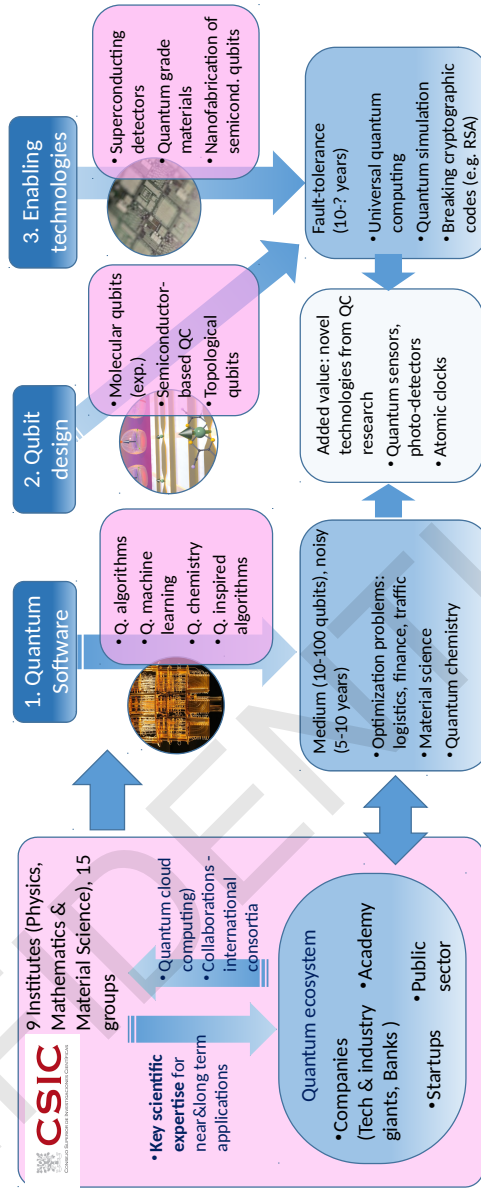 CSIC
CONSEJO SUPERIOR DE INVESTIGACIONES CIENTÍFICAS
9 Institutes (Physics,
Mathematics &
Material Science), 15
groups
•Key scientific
expertise for
near&long term
applications
•Quantum cloud
computing)
•Collaborations -
international
consortia
Quantum ecosystem
•Companies
(Tech & industry
giants, Banks )
•Academy
•Startups
•Public
sector
1. Quantum
Software
•Q. algorithms
•Q. machine
learning
•Q. chemistry
•Q. inspired
algorithms
2. Qubit
design
•Molecular qubits
(exp.)
•Semiconductor-
based QC
•Topological
qubits
3. Enabling
technologies
•Superconducting
detectors
•Quantum grade
materials
•Nanofabrication of
semicond. qubits
Medium (10-100 qubits), noisy
(5-10 years)
•Optimization problems:
logistics, finance, traffic
•Material science
•Quantum chemistry
Added value: novel
technologies from QC
research
•Quantum sensors,
photo-detectors
•Atomic clocks
Fault-tolerance
(10-? years)
•Universal quantum
computing
•Quantum simulation
•Breaking cryptographic
codes (e.g. RSA)